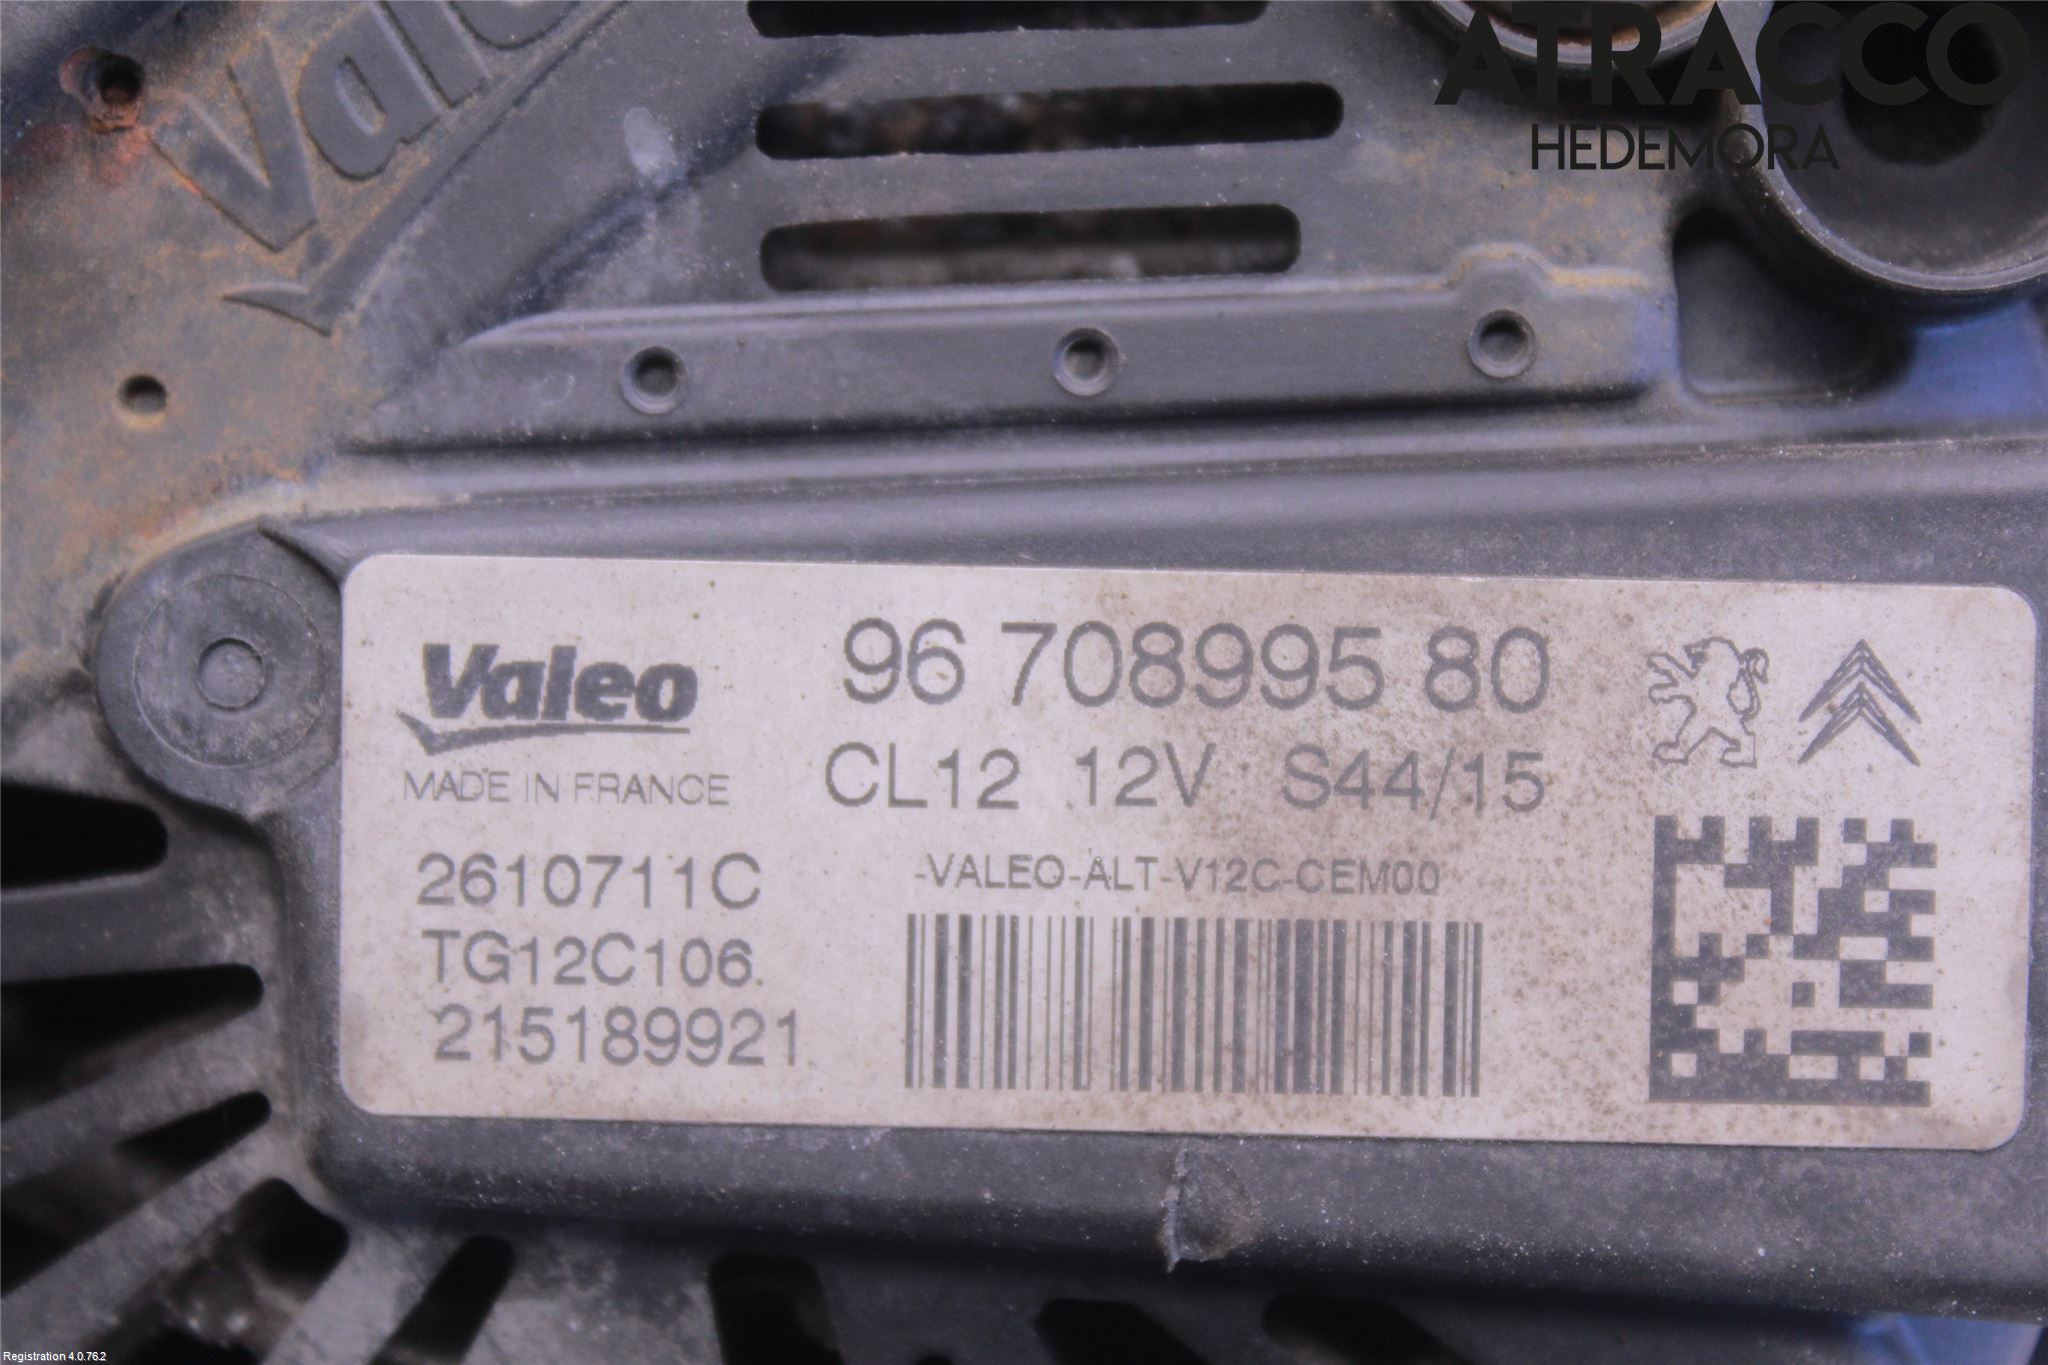 ATRACCO
HEDEMORA
Valeo
Valeo
MADE IN FRANCE
96 708995 80
CL12 12V S44/15
2610711C
TG12C106.
215189921
-VALEO-ALT-V12C-CEM00
Registration 4.0.76.2